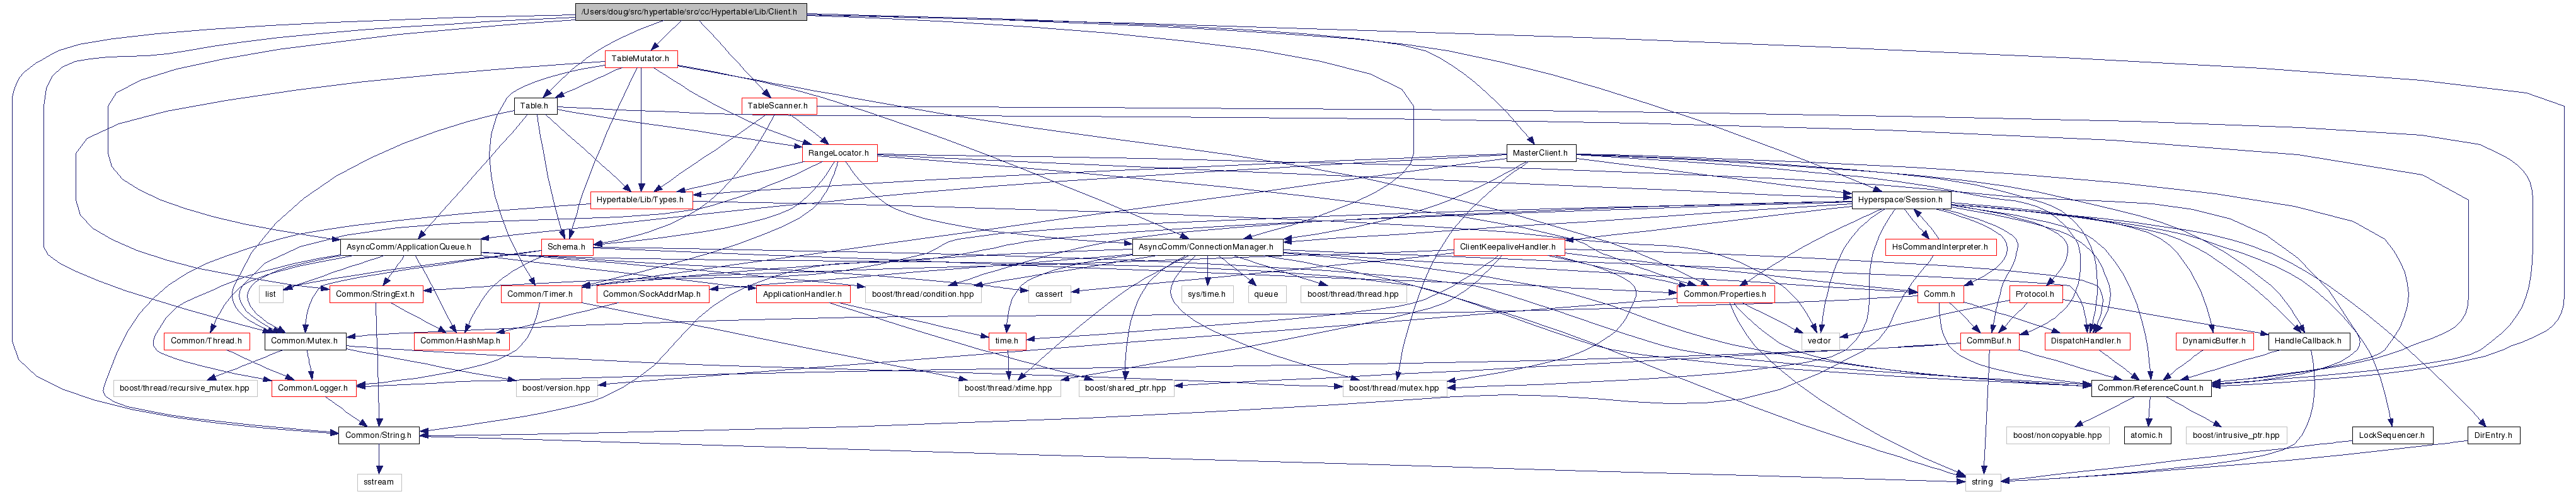 /Users/doug/src/hypertable/src/cc/Hypertable/Lib/Client.h
TableMutator.h
Table.h
TableScanner.h
RangeLocator.h
MasterClient.h
Hypertable/Lib/Types.h
Hyperspace/Session.h
AsyncComm/ApplicationQueue.h
Schema.h
AsyncComm/ConnectionManager.h
ClientKeepaliveHandler.h
HsCommandInterpreter.h
list
Common/StringExt.h
Common/Timer.h
Common/SockAddrMap.h
ApplicationHandler.h
boost/thread/condition.hpp
cassert
sys/time.h
queue
boost/thread/thread.hpp
Common/Properties.h
Comm.h
Protocol.h
Common/Thread.h
Common/Mutex.h
Common/HashMap.h
time.h
vector
CommBuf.h
DispatchHandler.h
DynamicBuffer.h
HandleCallback.h
boost/thread/recursive_mutex.hpp
Common/Logger.h
boost/version.hpp
boost/thread/xtime.hpp
boost/shared_ptr.hpp
boost/thread/mutex.hpp
Common/ReferenceCount.h
Common/String.h
boost/noncopyable.hpp
atomic.h
boost/intrusive_ptr.hpp
LockSequencer.h
DirEntry.h
sstream
string